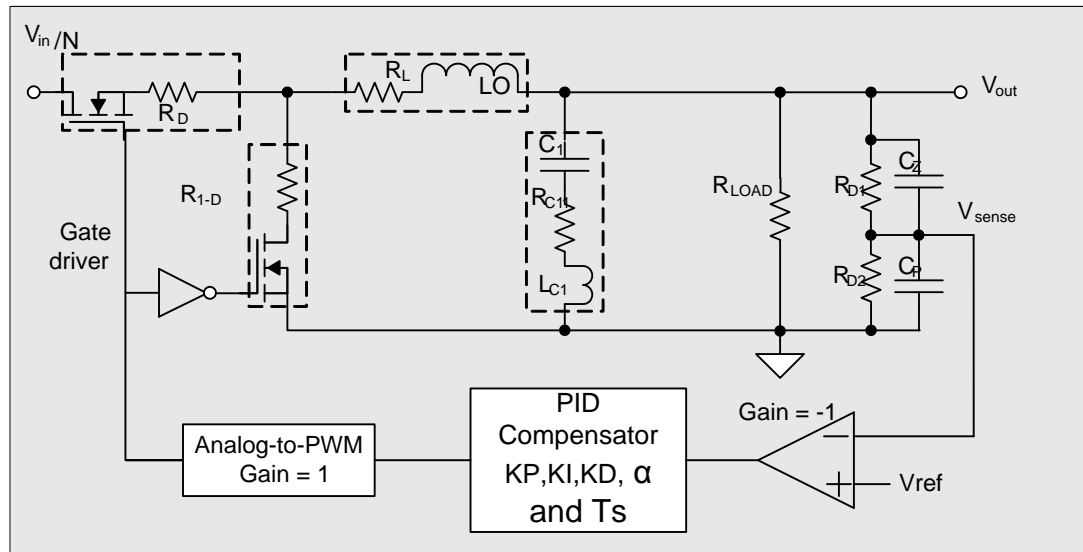 Vin/N
RD
RL
LO
Vout
C1
RC11
R1-D
LC1
RLOAD
RD1
CZ
Vsense
RD2
CP
Gate
driver
Gain = -1
Vref
Analog-to-PWM
Gain = 1
PID
Compensator
KP,KI,KD, α
and Ts